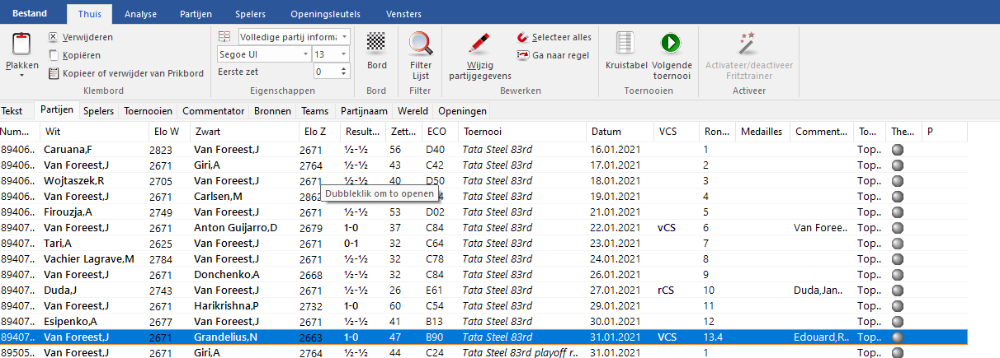 Bestand Thuis Analyse Partijen Spelers Openingsleutels Vensters
Plakken
Verwijderen
Kopiëren
Kopieer of verwijder van Prikbord
Klembord
Volledige partij informa
Segoe UI 13
Eerste zet 0
Eigenschappen
Bord
Bord
Filter
Lijst
Filter
Wijzig
partijgegevens
Selecteer alles
Ga naar regel
Bewerken
Kruistabel
Volgende
toernooi
Toernooien
Activateer/deactiveer
Fritztrainer
Activeer
Tekst Partijen Spelers Toernooien Commentator Bronnen Teams Partijnaam Wereld Openingen
Num... Wit Elo W Zwart Elo Z Result... Zett... ECO Toernooi Datum VCS Ron... Medailles Comment... To... The... P
89406.. Caruana,F 2823 Van Foreest,J 2671 ½-½ 56 D40 Tata Steel 83rd 16.01.2021 1 Top..
89406.. Van Foreest,J 2671 Giri,A 2764 ½-½ 43 C42 Tata Steel 83rd 17.01.2021 2 Top..
89406.. Wojtaszek,R 2705 Van Foreest,J 2671 ½-½ 40 D50 Tata Steel 83rd 18.01.2021 3 Top..
89406.. Van Foreest,J 2671 Carlsen,M 2862 4 Tata Steel 83rd 19.01.2021 4 Top..
Dubbleklik om to openen
89406.. Firouzja,A 2749 Van Foreest,J 2671 ½-½ 53 D02 Tata Steel 83rd 21.01.2021 5 Top..
89407.. Van Foreest,J 2671 Anton Guijarro,D 2679 1-0 37 C84 Tata Steel 83rd 22.01.2021 vCS 6 Van Foree.. Top..
89407.. Tari,A 2625 Van Foreest,J 2671 0-1 32 C64 Tata Steel 83rd 23.01.2021 7 Top..
89407.. Vachier Lagrave,M 2784 Van Foreest,J 2671 ½-½ 32 C78 Tata Steel 83rd 24.01.2021 8 Top..
89407.. Van Foreest,J 2671 Donchenko,A 2668 ½-½ 32 C84 Tata Steel 83rd 26.01.2021 9 Top..
89407.. Duda,J 2743 Van Foreest,J 2671 ½-½ 26 E61 Tata Steel 83rd 27.01.2021 rCS 10 Duda,Jan.. Top..
89407.. Van Foreest,J 2671 Harikrishna,P 2732 1-0 60 C54 Tata Steel 83rd 29.01.2021 11 Top..
89407.. Esipenko,A 2677 Van Foreest,J 2671 ½-½ 41 B13 Tata Steel 83rd 30.01.2021 12 Top..
89407.. Van Foreest,J 2671 Grandelius,N 2663 1-0 47 B90 Tata Steel 83rd 31.01.2021 VCS 13.4 Edouard,R.. Top..
89505.. Van Foreest,J 2671 Giri,A 2764 ½-½ 44 C24 Tata Steel 83rd playoff r.. 31.01.2021 1 Top..